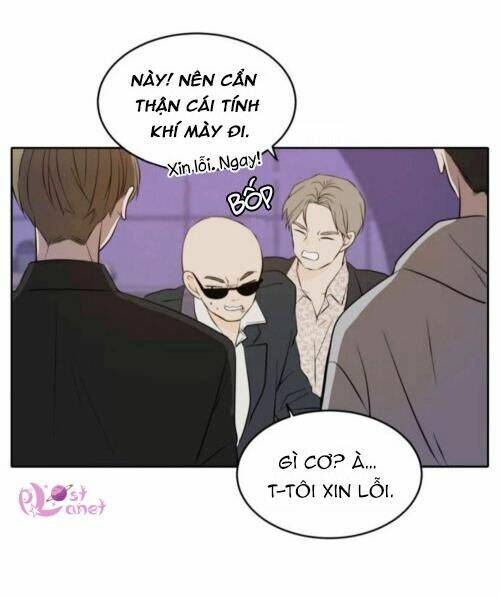 NÀY! NÊN CẨN
THẬN CÁI TÍNH
KHÍ MÀY ĐI.
Xin lỗi. Ngay!
BỐP
GÌ CƠ? À...
T-TÔI XIN LỖI.
Lost
Planet